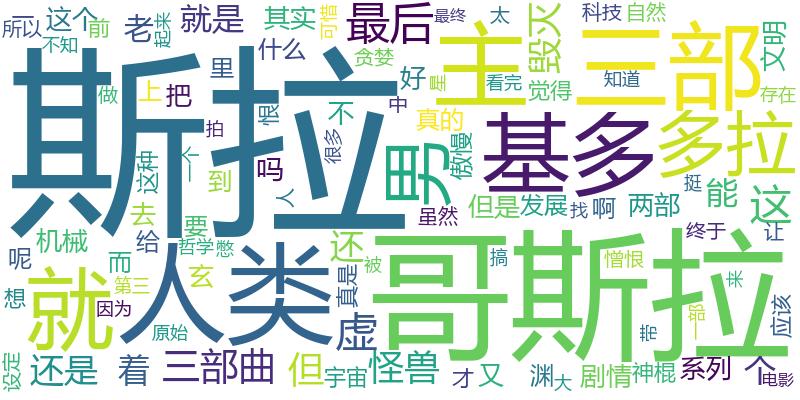 所以
一
这个
前
老
就是
其实
最后
可惜
最终
太
科技
自然
不知
起来
什么
里
贪婪
好
星
看完
毁灭
觉得
知道
文明
存在
斯拉
主
三部
做
上
把
拍
恨
不
中
真的
很多
傲慢
男
基多
多拉
这种
一个
到
吗
人
去
要
虽然
但是
发展
找
啊
两部
挺
能
这
机械
给
哲学
憋
还
终于
让
呢
而
玄
真是
被
哥斯拉
搞
憎恨
来
想
第三
因为
就
人类
原始
虚
带
一部
应该
设定
还是
着
三部曲
但
宇宙
怪兽
才
又
渊
大
剧情
神棍
系列
个
电影